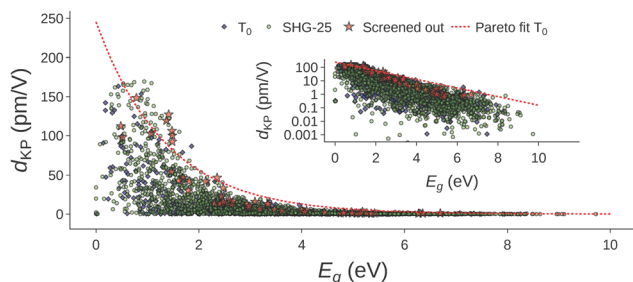 T₀ SHG-25 Screened out Pareto fit T₀
250
200
150
100
50
0
d_KP (pm/V)
0 2 4 6 8 10
E_g (eV)
100
10
1
0.1
0.01
0.001
d_KP (pm/V)
0 2 4 6 8 10
E_g (eV)